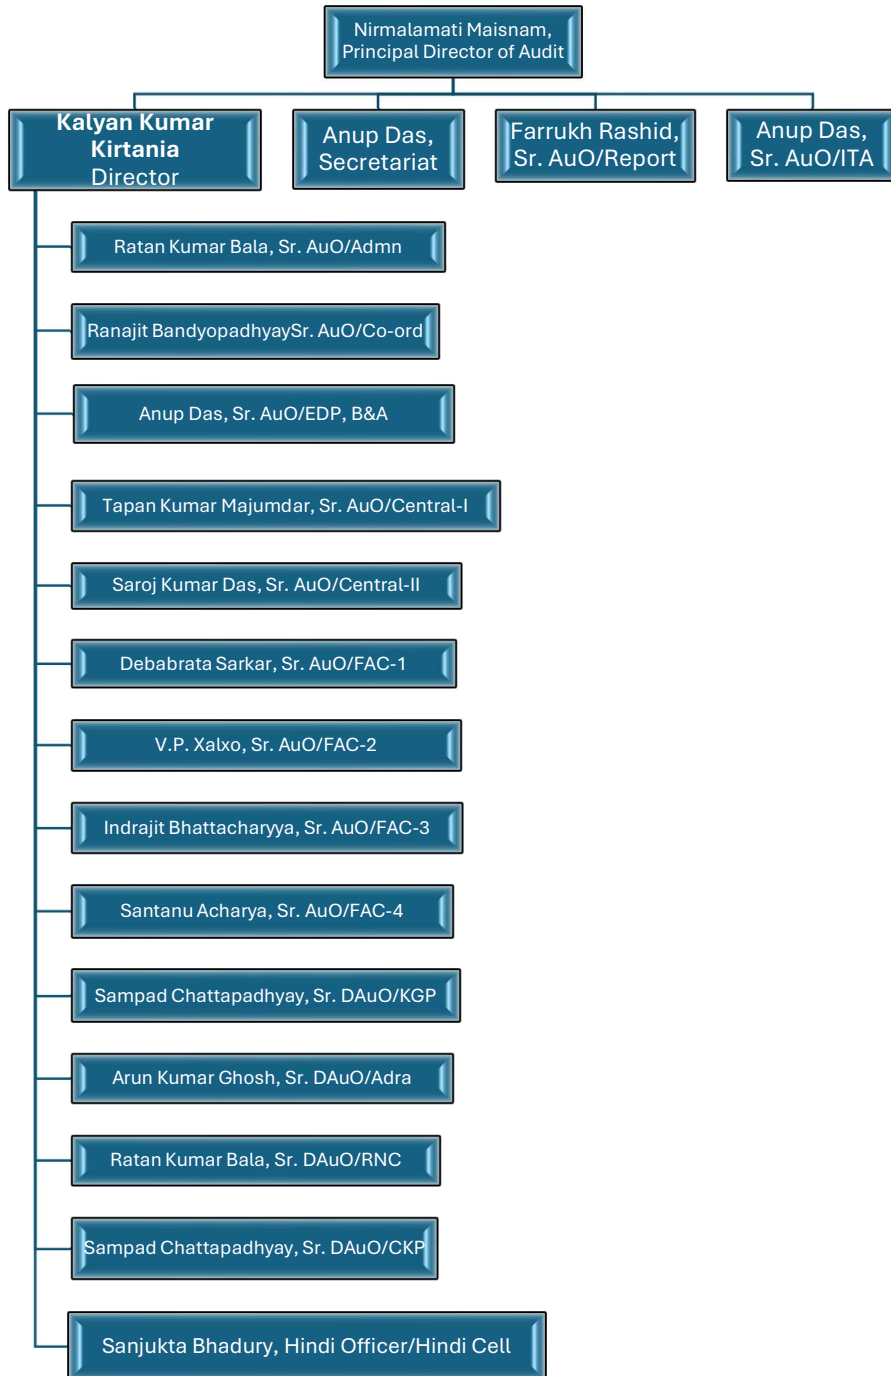 Nirmalamati Maisnam,
Principal Director of Audit
Kalyan Kumar
Kirtania
Director
Anup Das,
Secretariat
Farrukh Rashid,
Sr. AuO/Report
Anup Das,
Sr. AuO/ITA
Ratan Kumar Bala, Sr. AuO/Admn
Ranajit BandyopadhyaySr. AuO/Co-ord
Anup Das, Sr. AuO/EDP, B&A
Tapan Kumar Majumdar, Sr. AuO/Central-I
Saroj Kumar Das, Sr. AuO/Central-II
Debabrata Sarkar, Sr. AuO/FAC-1
V.P. Xalxo, Sr. AuO/FAC-2
Indrajit Bhattacharyya, Sr. AuO/FAC-3
Santanu Acharya, Sr. AuO/FAC-4
Sampad Chattapadhyay, Sr. DAuO/KGP
Arun Kumar Ghosh, Sr. DAuO/Adra
Ratan Kumar Bala, Sr. DAuO/RNC
Sampad Chattapadhyay, Sr. DAuO/CKP
Sanjukta Bhadury, Hindi Officer/Hindi Cell